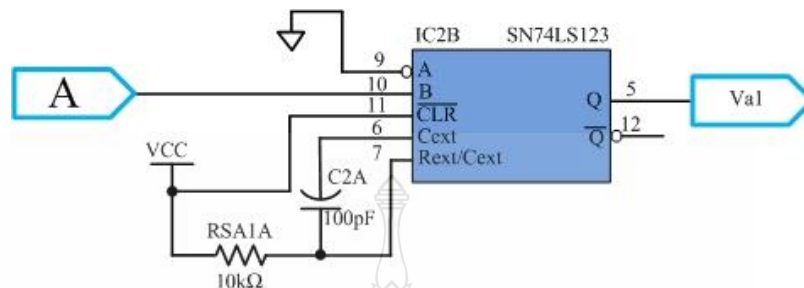 IC2B SN74LS123
9 A
A 10 B Q 5 Va1
11 CLR
6 Cext Q 12
7 Rext/Cext
VCC
C2A
100pF
RSA1A
10kΩ